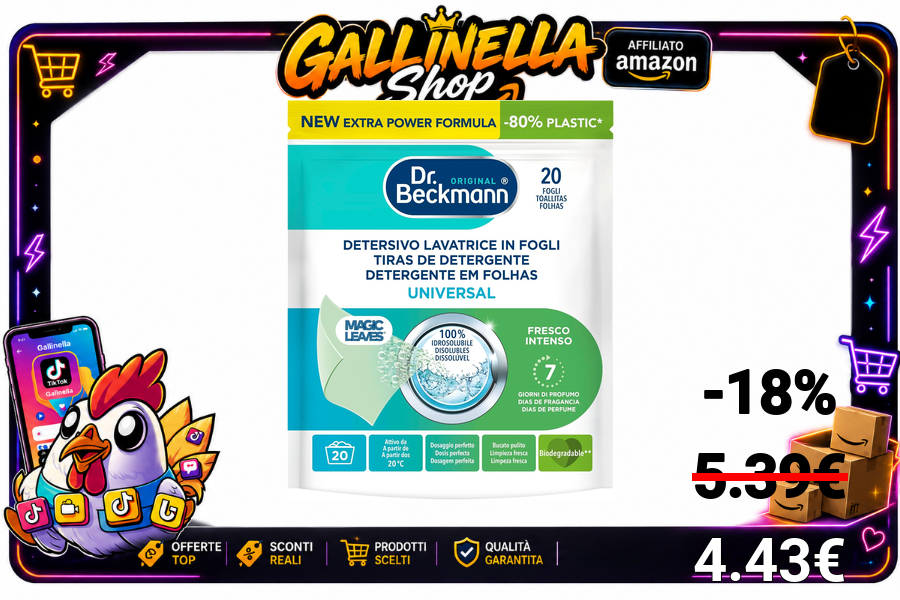 GALLINELLA
Shop
AFFILIATO
amazon
NEW EXTRA POWER FORMULA
-80% PLASTIC*
Dr.
Beckmann
ORIGINAL ®
20
FOGLI
TOALLITAS
FOLHAS
DETERSIVO LAVATRICE IN FOGLI
TIRAS DE DETERGENTE
DETERGENTE EM FOLHAS
UNIVERSAL
MAGIC
LEAVES
100%
IDROSOLUBILE
DISOLUBLES
DISSOLÚVEL
FRESCO
INTENSO
7
GIORNI DI PROFUMO
DIAS DE FRAGANCIA
DIAS DE PERFUME
20
Attivo da
A partir de
A partir dos
20°C
Dosaggio perfetto
Dosis perfecta
Dosagem perfeita
Bucato pulito
Limpieza fresca
Limpeza fresca
Biodegradable**
Gallinella
TikTok
Gallinella
-18%
5.39€
4.43€
OFFERTE
TOP
SCONTI
REALI
PRODOTTI
SCELTI
QUALITÀ
GARANTITA